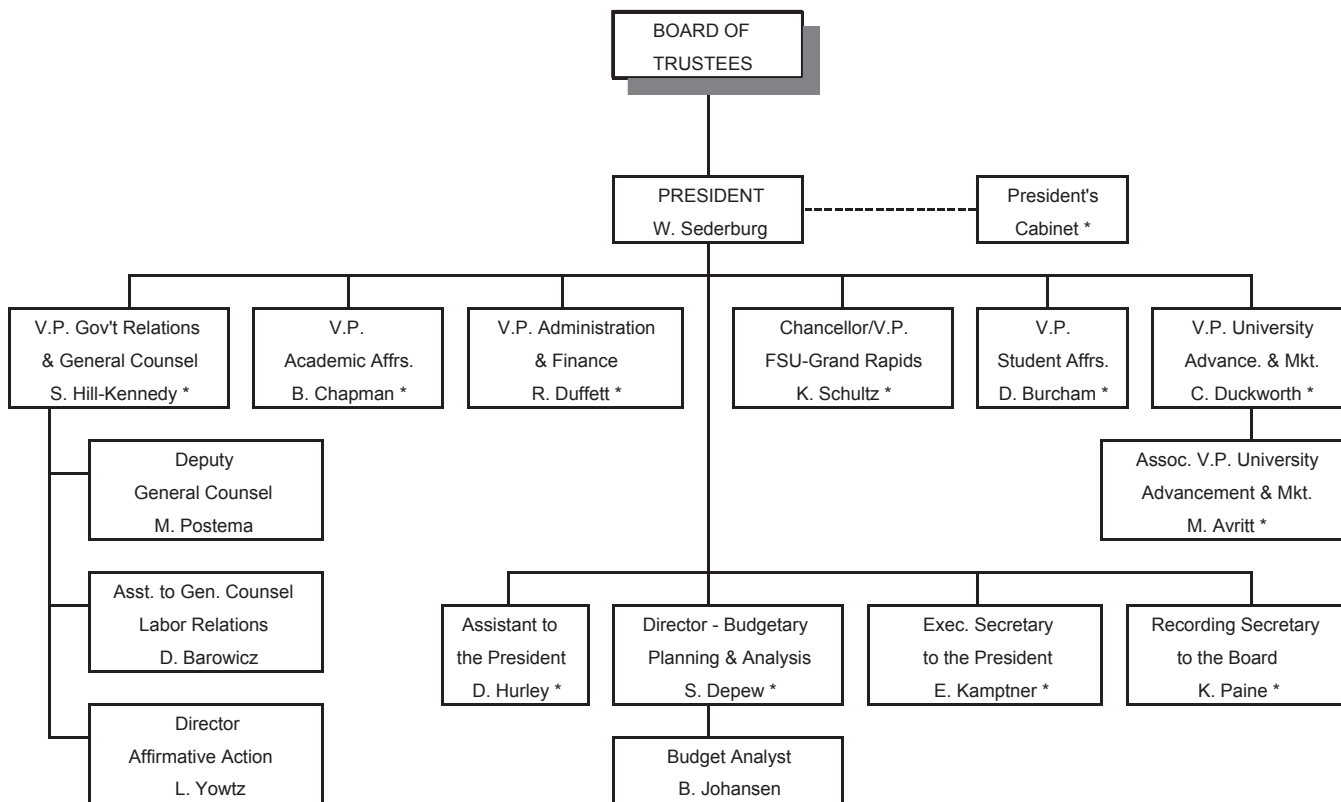 BOARD OF
TRUSTEES
PRESIDENT
W. Sederburg
President's
Cabinet *
V.P. Gov't Relations
& General Counsel
S. Hill-Kennedy *
V.P.
Academic Affrs.
B. Chapman *
V.P. Administration
& Finance
R. Duffett *
Chancellor/V.P.
FSU-Grand Rapids
K. Schultz *
V.P.
Student Affrs.
D. Burcham *
V.P. University
Advance. & Mkt.
C. Duckworth *
Deputy
General Counsel
M. Postema
Assoc. V.P. University
Advancement & Mkt.
M. Avritt *
Asst. to Gen. Counsel
Labor Relations
D. Barowicz
Assistant to
the President
D. Hurley *
Director - Budgetary
Planning & Analysis
S. Depew *
Exec. Secretary
to the President
E. Kamptner *
Recording Secretary
to the Board
K. Paine *
Director
Affirmative Action
L. Yowtz
Budget Analyst
B. Johansen